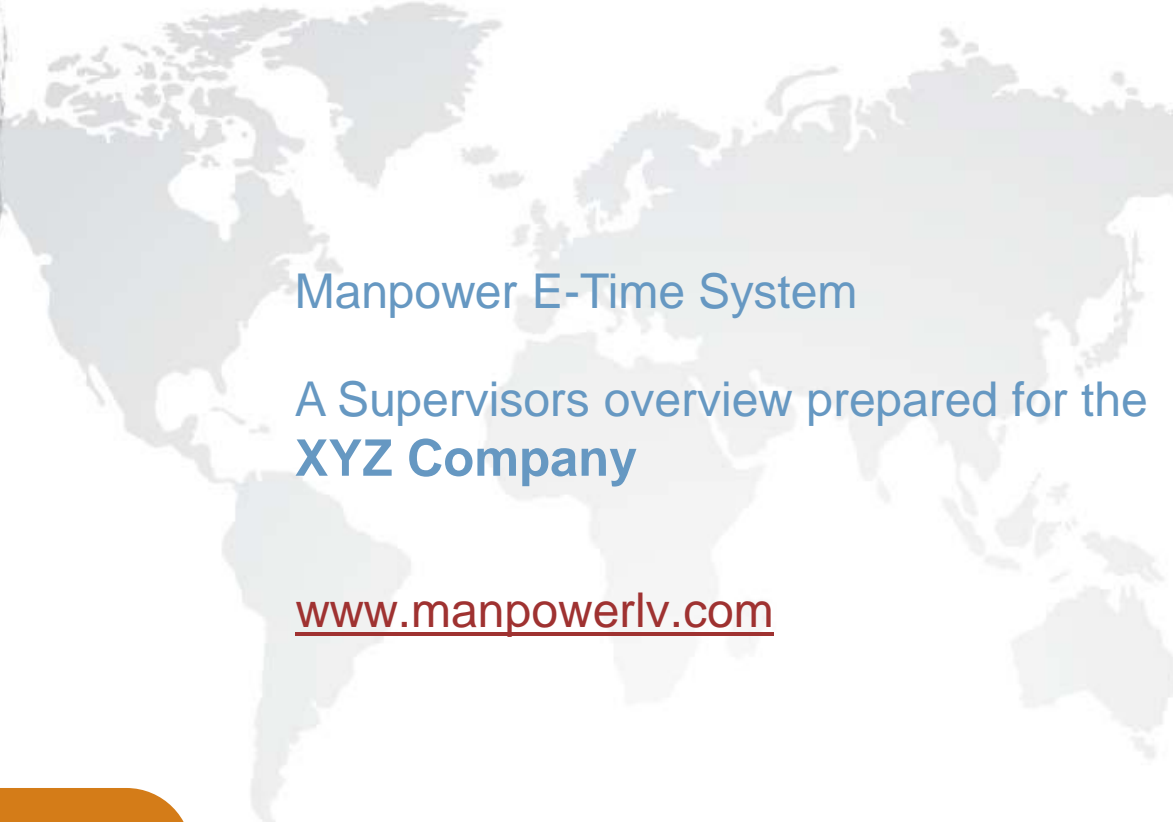 Manpower E-Time System
A Supervisors overview prepared for the
XYZ Company
www.manpowerlv.com